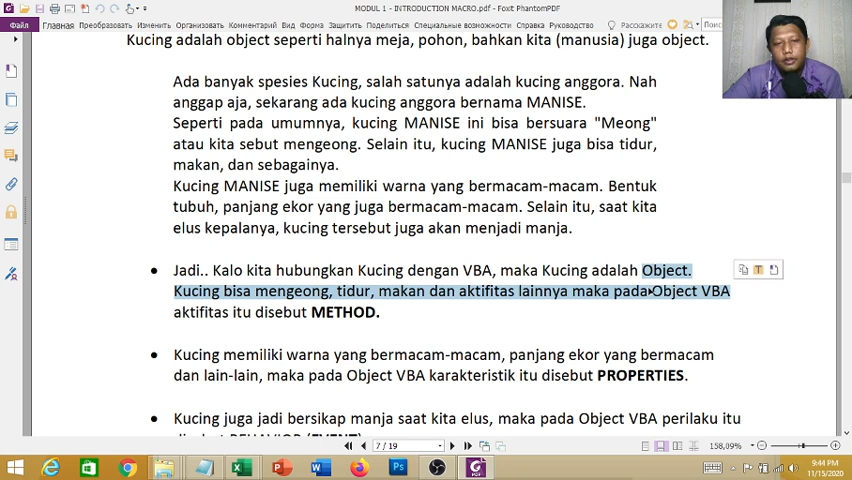 MODUL 1 - INTRODUCTION MACRO.pdf - Foxit PhantomPDF
Файл Главная Преобразовать Редактировать Организовать Комментарий Вид Форма Защитить Поделиться Специальные возможности Справка Руководство Расскажите Поис
Kucing adalah object seperti halnya meja, pohon, bahkan kita (manusia) juga object.
Ada banyak spesies Kucing, salah satunya adalah kucing anggora. Nah
anggap aja, sekarang ada kucing anggora bernama MANISE.
Seperti pada umumnya, kucing MANISE ini bisa bersuara "Meong"
atau kita sebut mengeong. Selain itu, kucing MANISE juga bisa tidur,
makan, dan sebagainya.
Kucing MANISE juga memiliki warna yang bermacam-macam. Bentuk
tubuh, panjang ekor yang juga bermacam-macam. Selain itu, saat kita
elus kepalanya, kucing tersebut juga akan menjadi manja.
• Jadi.. Kalo kita hubungkan Kucing dengan VBA, maka Kucing adalah Object.
Kucing bisa mengeong, tidur, makan dan aktifitas lainnya maka pada Object VBA
aktifitas itu disebut METHOD.
• Kucing memiliki warna yang bermacam-macam, panjang ekor yang bermacam
dan lain-lain, maka pada Object VBA karakteristik itu disebut PROPERTIES.
• Kucing juga jadi bersikap manja saat kita elus, maka pada Object VBA perilaku itu
disebut BEHAVIOR (EVENT)
7 / 19 158,09%
9:44 PM
11/15/2020